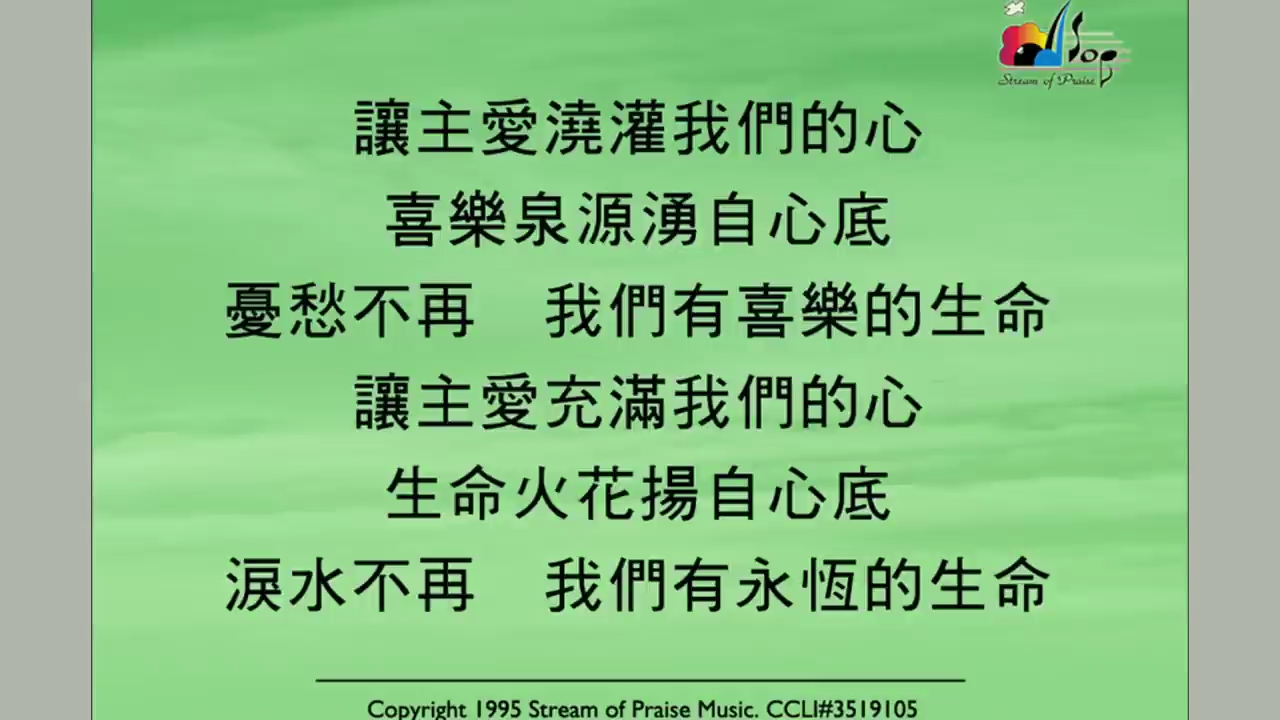 Sop
Stream of Praise
讓主愛澆灌我們的心
喜樂泉源湧自心底
憂愁不再　我們有喜樂的生命
讓主愛充滿我們的心
生命火花揚自心底
淚水不再　我們有永恆的生命
Copyright 1995 Stream of Praise Music. CCLI#3519105